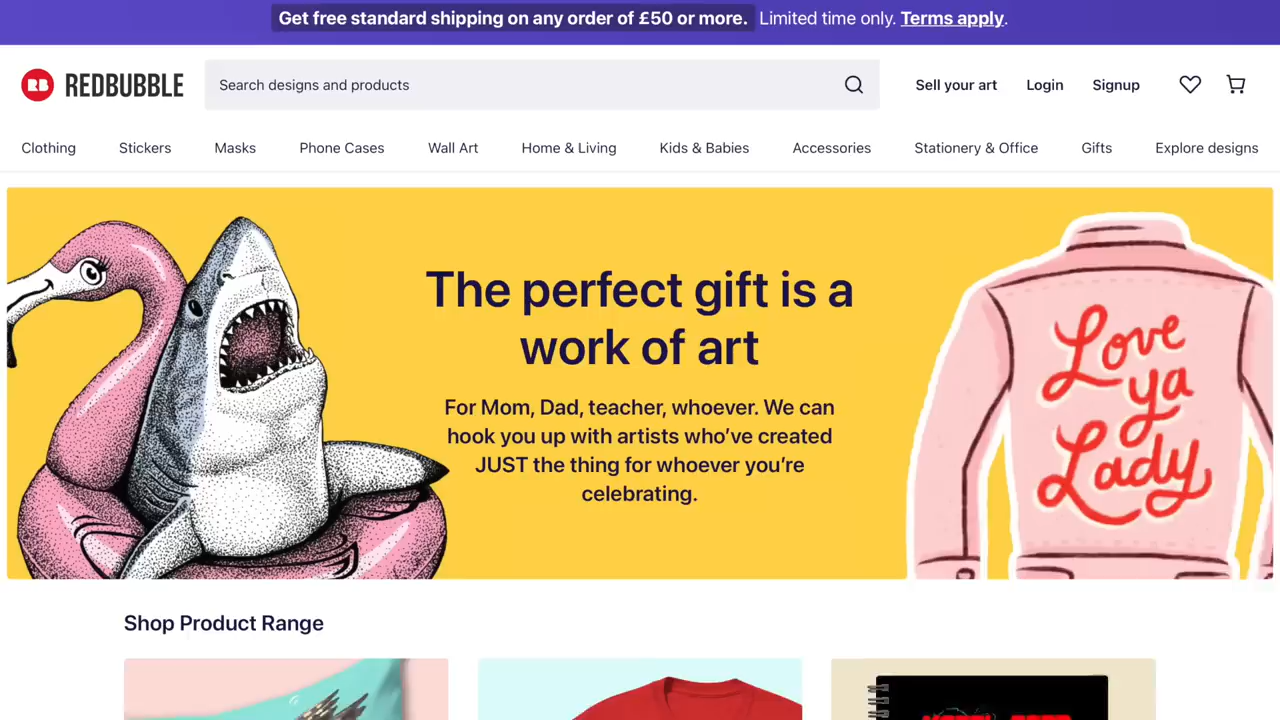 Get free standard shipping on any order of £50 or more. Limited time only. Terms apply.
RB REDBUBBLE
Search designs and products
Sell your art
Login
Signup
Clothing
Stickers
Masks
Phone Cases
Wall Art
Home & Living
Kids & Babies
Accessories
Stationery & Office
Gifts
Explore designs
The perfect gift is a
work of art
For Mom, Dad, teacher, whoever. We can
hook you up with artists who’ve created
JUST the thing for whoever you’re
celebrating.
Love
ya
Lady
Shop Product Range